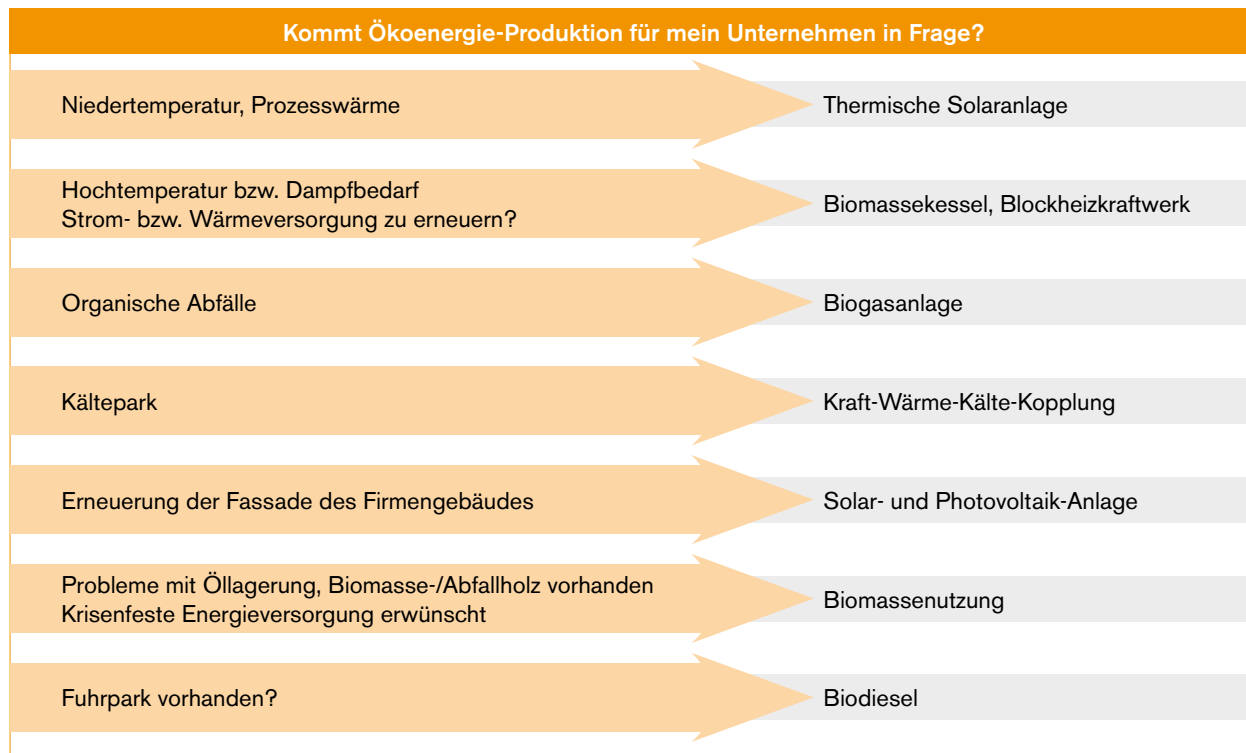 Kommt Ökoenergie-Produktion für mein Unternehmen in Frage?
Niedertemperatur, Prozesswärme
Thermische Solaranlage
Hochtemperatur bzw. Dampfbedarf
Strom- bzw. Wärmeversorgung zu erneuern?
Biomassekessel, Blockheizkraftwerk
Organische Abfälle
Biogasanlage
Kältepark
Kraft-Wärme-Kälte-Kopplung
Erneuerung der Fassade des Firmengebäudes
Solar- und Photovoltaik-Anlage
Probleme mit Öllagerung, Biomasse-/Abfallholz vorhanden
Krisenfeste Energieversorgung erwünscht
Biomassenutzung
Fuhrpark vorhanden?
Biodiesel